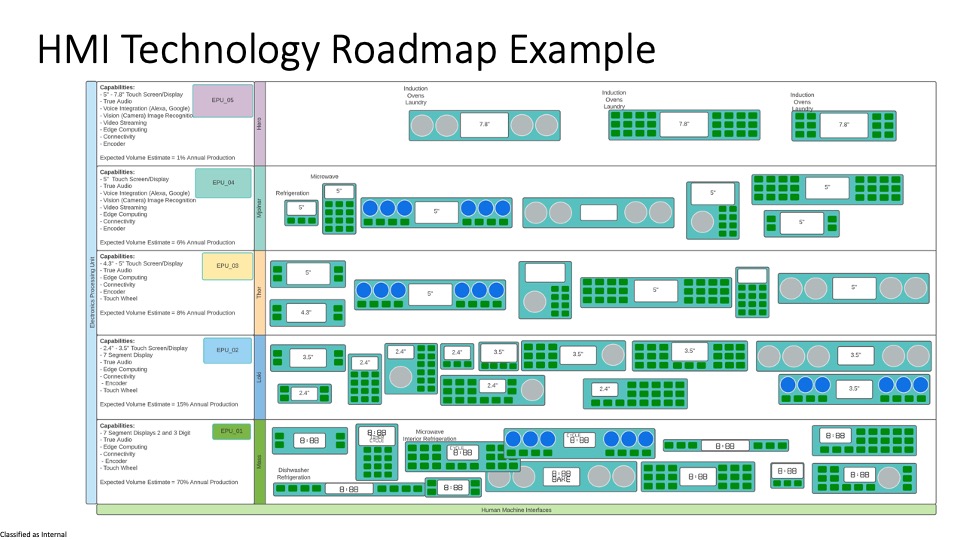 HMI Technology Roadmap Example
Electronics Processing Unit
Capabilities:
- 5" - 7.8" Touch Screen/Display
- True Audio
- Voice Integration (Alexa, Google)
- Vision (Camera) Image Recognitio
- Video Streaming
- Edge Computing
- Connectivity
- Encoder
Expected Volume Estimate = 1% Annual Production
EPU_05
Hero
Induction
Ovens
Laundry
7.8"
Induction
Ovens
Laundry
7.8"
Induction
Ovens
Laundry
7.8"
Capabilities:
- 5" Touch Screen/Display
- True Audio
- Voice Integration (Alexa, Google)
- Vision (Camera) Image Recognition
- Video Streaming
- Edge Computing
- Connectivity
- Encoder
Expected Volume Estimate = 6% Annual Production
EPU_04
Mjolnar
Refrigeration
5"
Microwave
5"
5"
5"
5"
5"
Capabilities:
- 4.3" - 5" Touch Screen/Display
- True Audio
- Edge Computing
- Connectivity
- Encoder
- Touch Wheel
Expected Volume Estimate = 8% Annual Production
EPU_03
Thor
5"
4.3"
5"
5"
5"
Capabilities:
- 2.4" - 3.5" Touch Screen/Display
- 7 Segment Display
- True Audio
- Edge Computing
- Connectivity
- Encoder
- Touch Wheel
Expected Volume Estimate = 15% Annual Production
EPU_02
Loki
3.5"
2.4"
2.4"
2.4"
3.5"
3.5"
3.5"
3.5"
2.4"
2.4"
2.4"
3.5"
Capabilities:
- 7 Segment Displays 2 and 3 Digit
- True Audio
- Edge Computing
- Connectivity
- Encoder
- Touch Wheel
Expected Volume Estimate = 70% Annual Production
EPU_01
8:88
8:88
CYCLE
Microwave
Interior Refrigeration
8:88
CYCLE
8:88
8:88
8:88
Dishwasher
Refrigeration
8:88
8:88
8:88
BAKE
8:88
8:88
8:88
Human Machine Interfaces
Classified as Internal